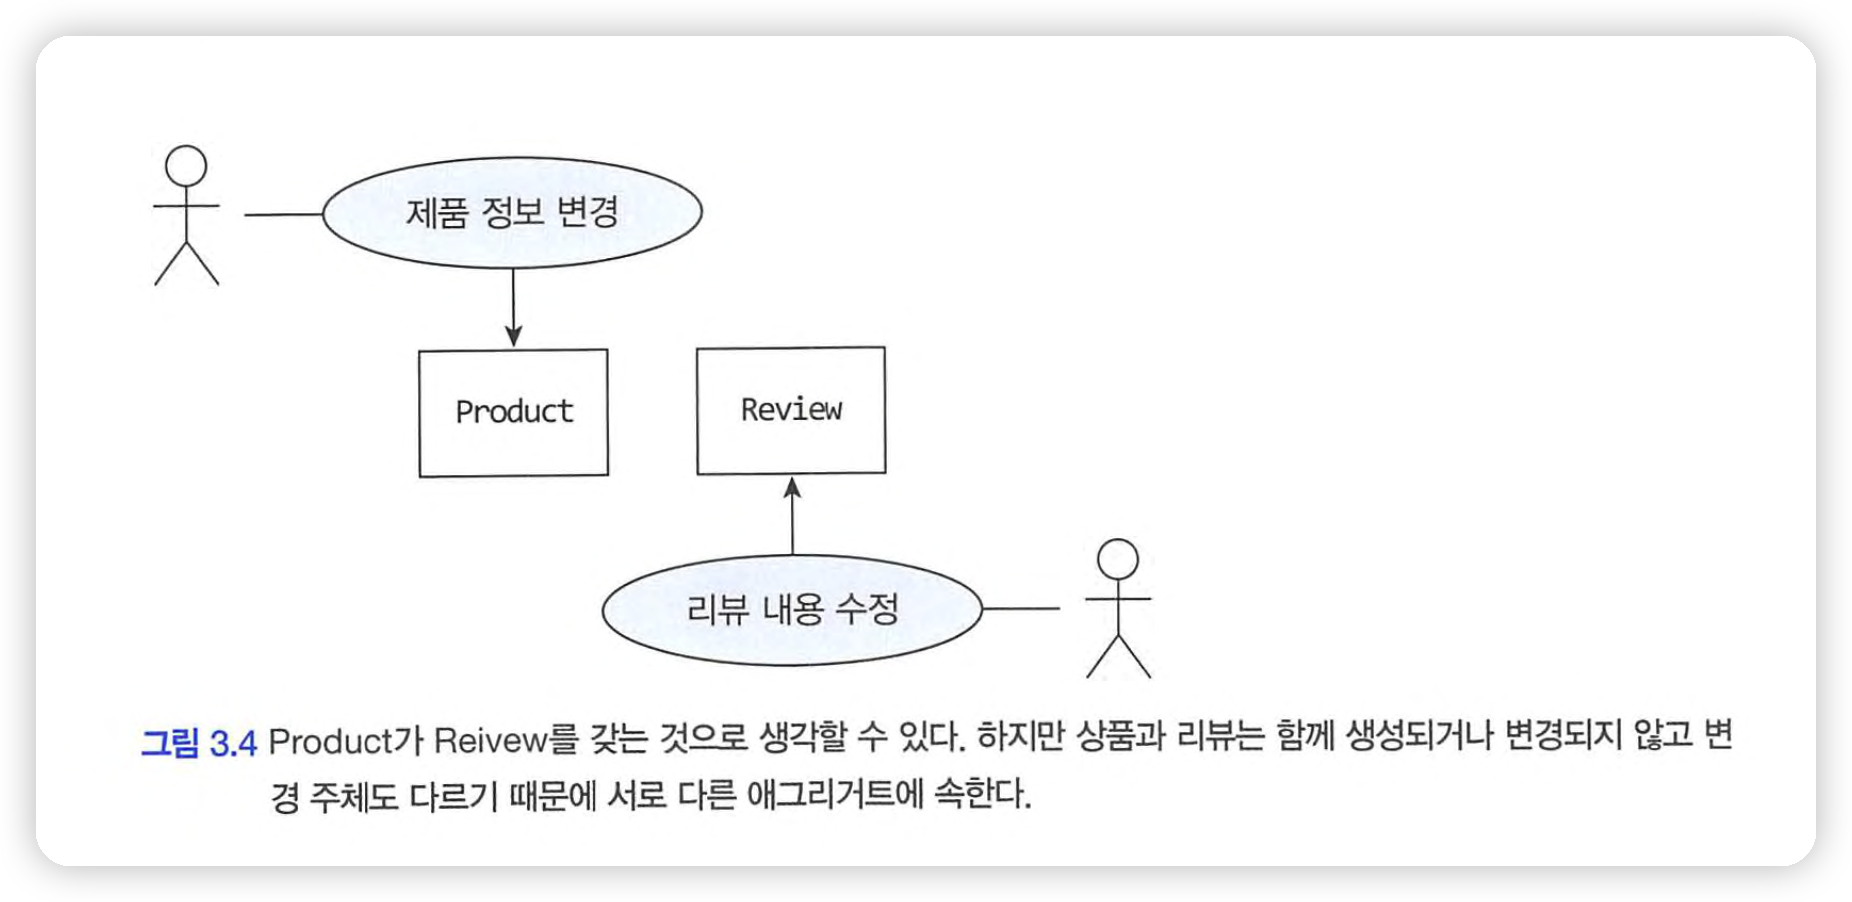 제품 정보 변경
Product
Review
리뷰 내용 수정
그림 3.4 Product가 Reivew를 갖는 것으로 생각할 수 있다. 하지만 상품과 리뷰는 함께 생성되거나 변경되지 않고 변
경 주체도 다르기 때문에 서로 다른 애그리거트에 속한다.